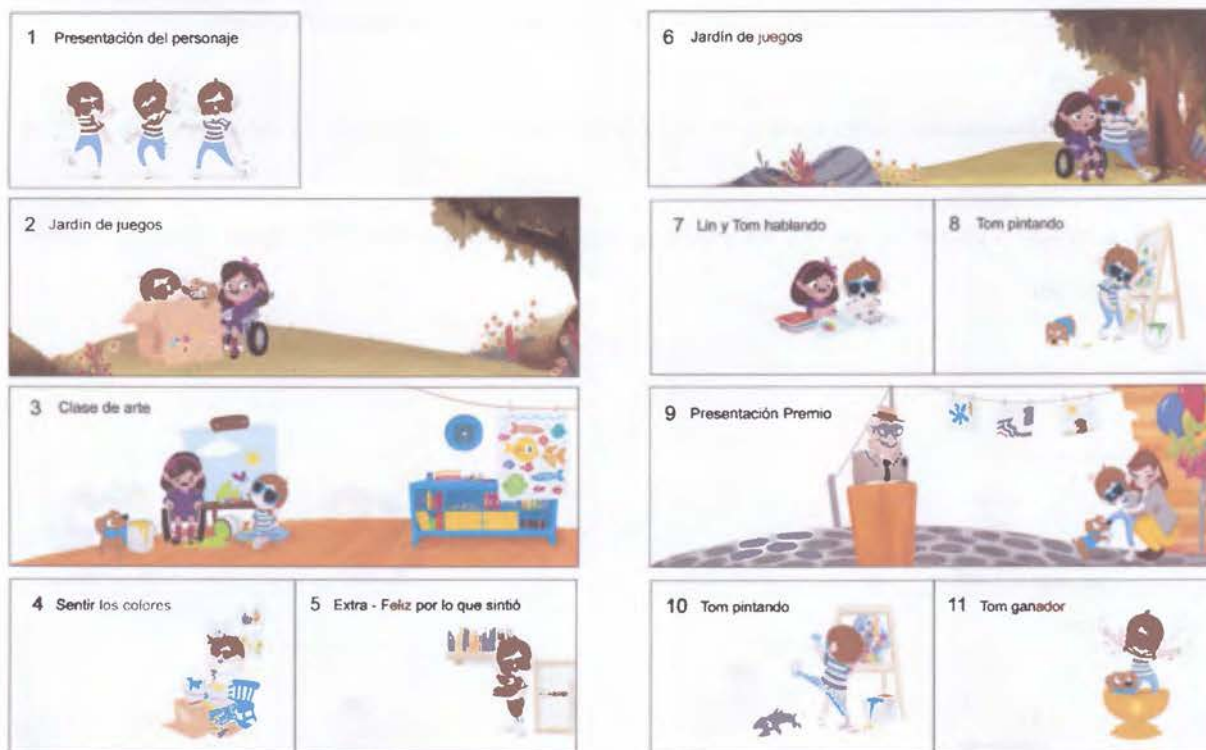 1 Presentación del personaje
2 Jardin de juegos
3 Clase de arte
4 Sentir los colores
5 Extra - Feliz por lo que sintió
6 Jardín de juegos
7 Lin y Tom hablando
8 Tom pintando
9 Presentación Premio
10 Tom pintando
11 Tom ganador